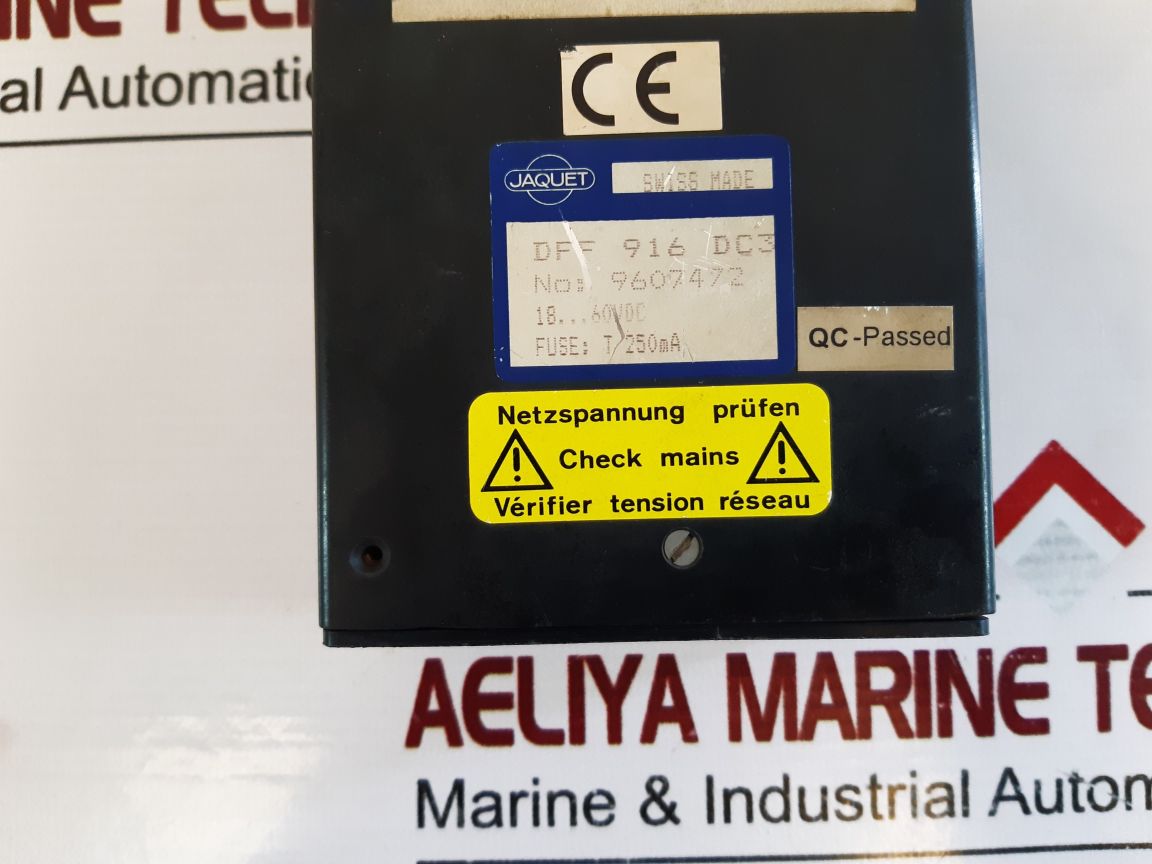 INE TEC
al Automati
CE
JAQUET
SWISS MADE
DFF 916 DC3
No: 9607472
18...60VDC
FUSE: T 250mA
QC-Passed
Netzspannung prüfen
Check mains
Vérifier tension réseau
AELIYA MARINE TE
Marine & Industrial Autom